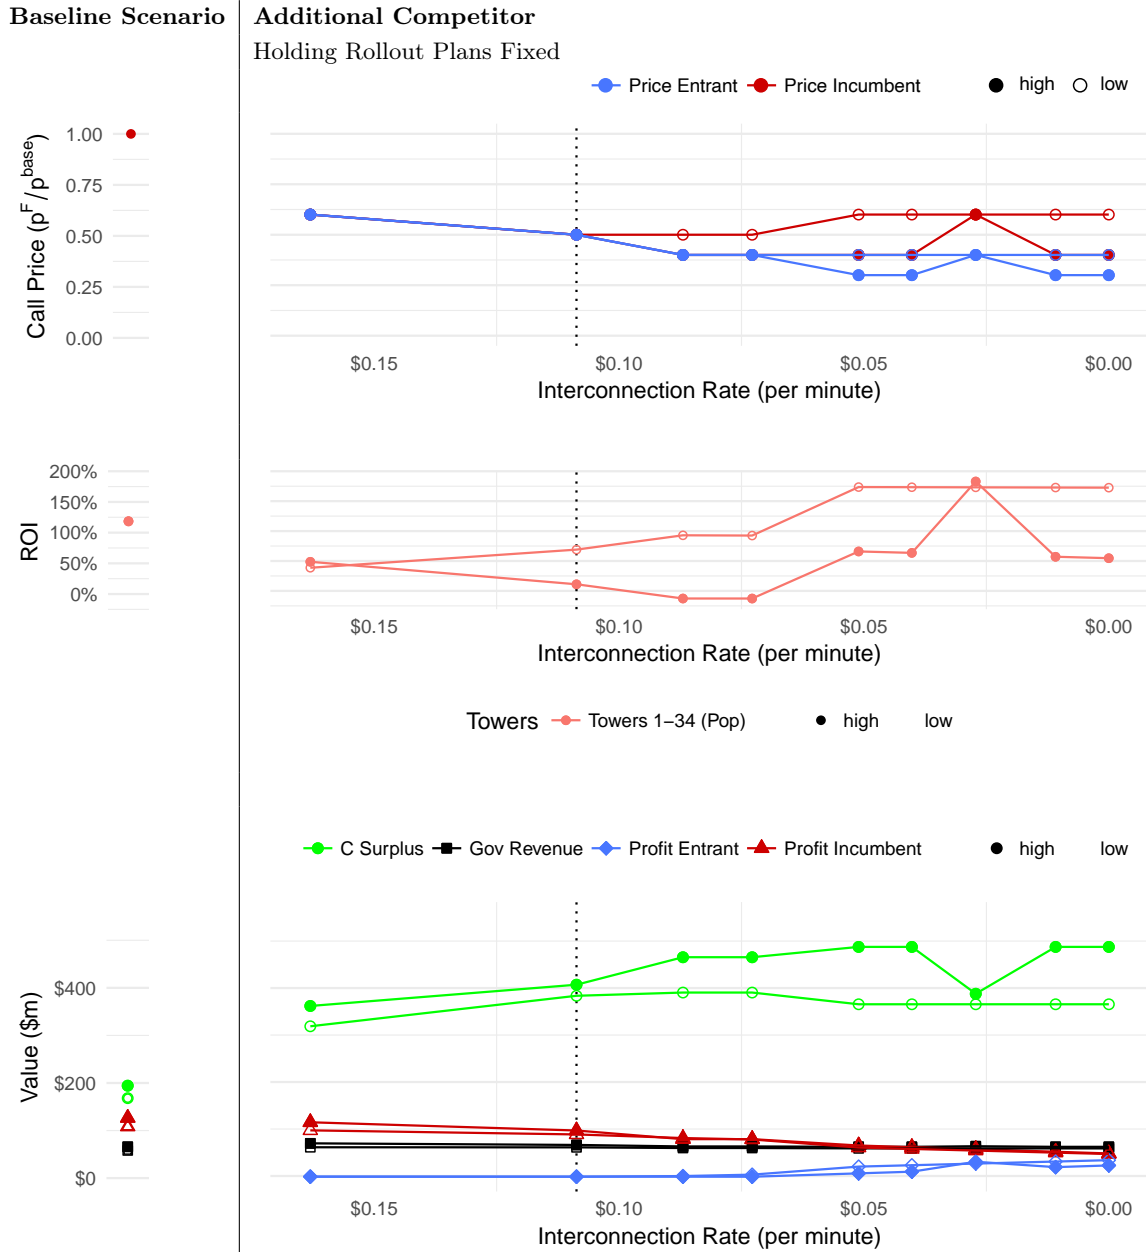 Baseline Scenario
Additional Competitor
Holding Rollout Plans Fixed
Price Entrant Price Incumbent high low
Call Price (p^F/p^base)
1.00
0.75
0.50
0.25
0.00
$0.15 $0.10 $0.05 $0.00
Interconnection Rate (per minute)
ROI
200%
150%
100%
50%
0%
$0.15 $0.10 $0.05 $0.00
Interconnection Rate (per minute)
Towers Towers 1−34 (Pop) high low
C Surplus Gov Revenue Profit Entrant Profit Incumbent high low
Value ($m)
$400
$200
$0
$0.15 $0.10 $0.05 $0.00
Interconnection Rate (per minute)